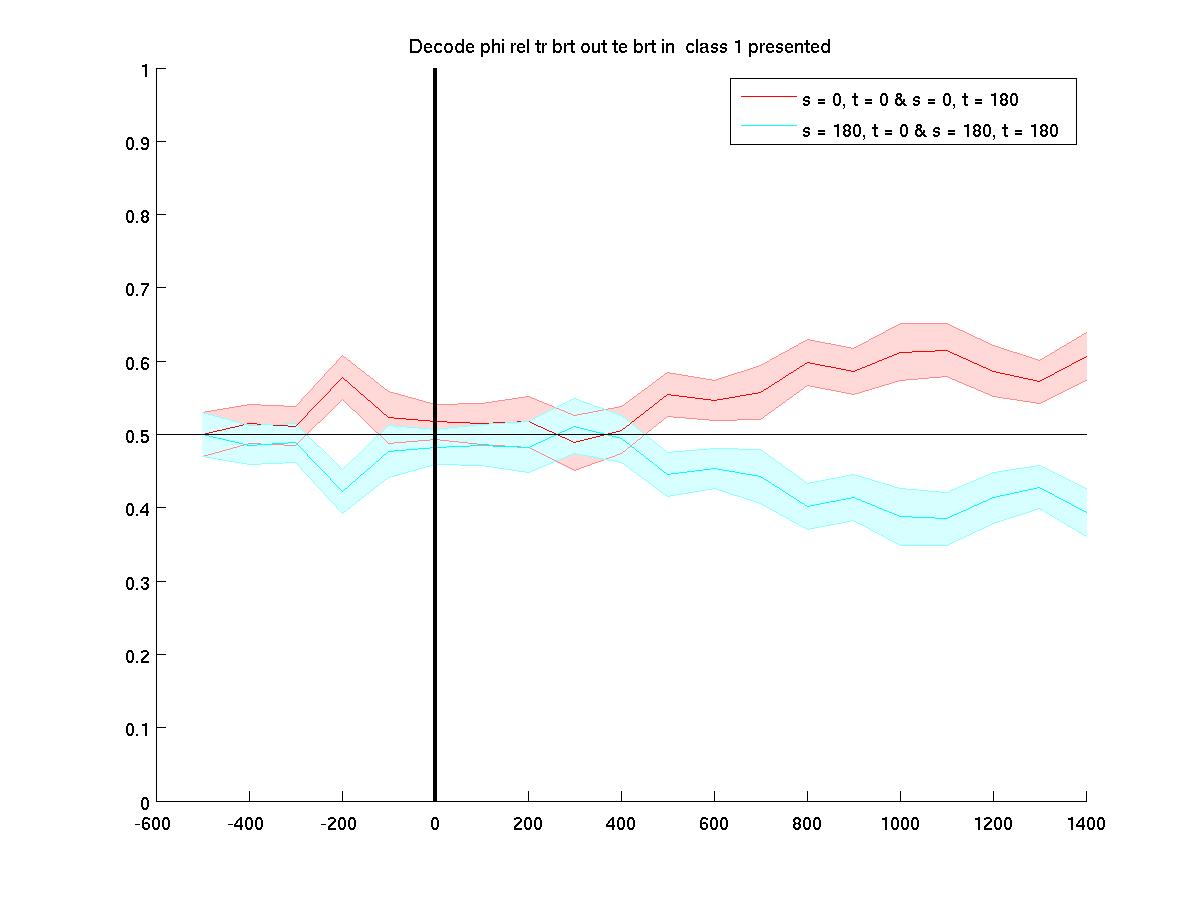 Decode phi rel tr brt out te brt in  class 1 presented
s = 0, t = 0 & s = 0, t = 180
s = 180, t = 0 & s = 180, t = 180
1
0.9
0.8
0.7
0.6
0.5
0.4
0.3
0.2
0.1
0
-600 -400 -200 0 200 400 600 800 1000 1200 1400